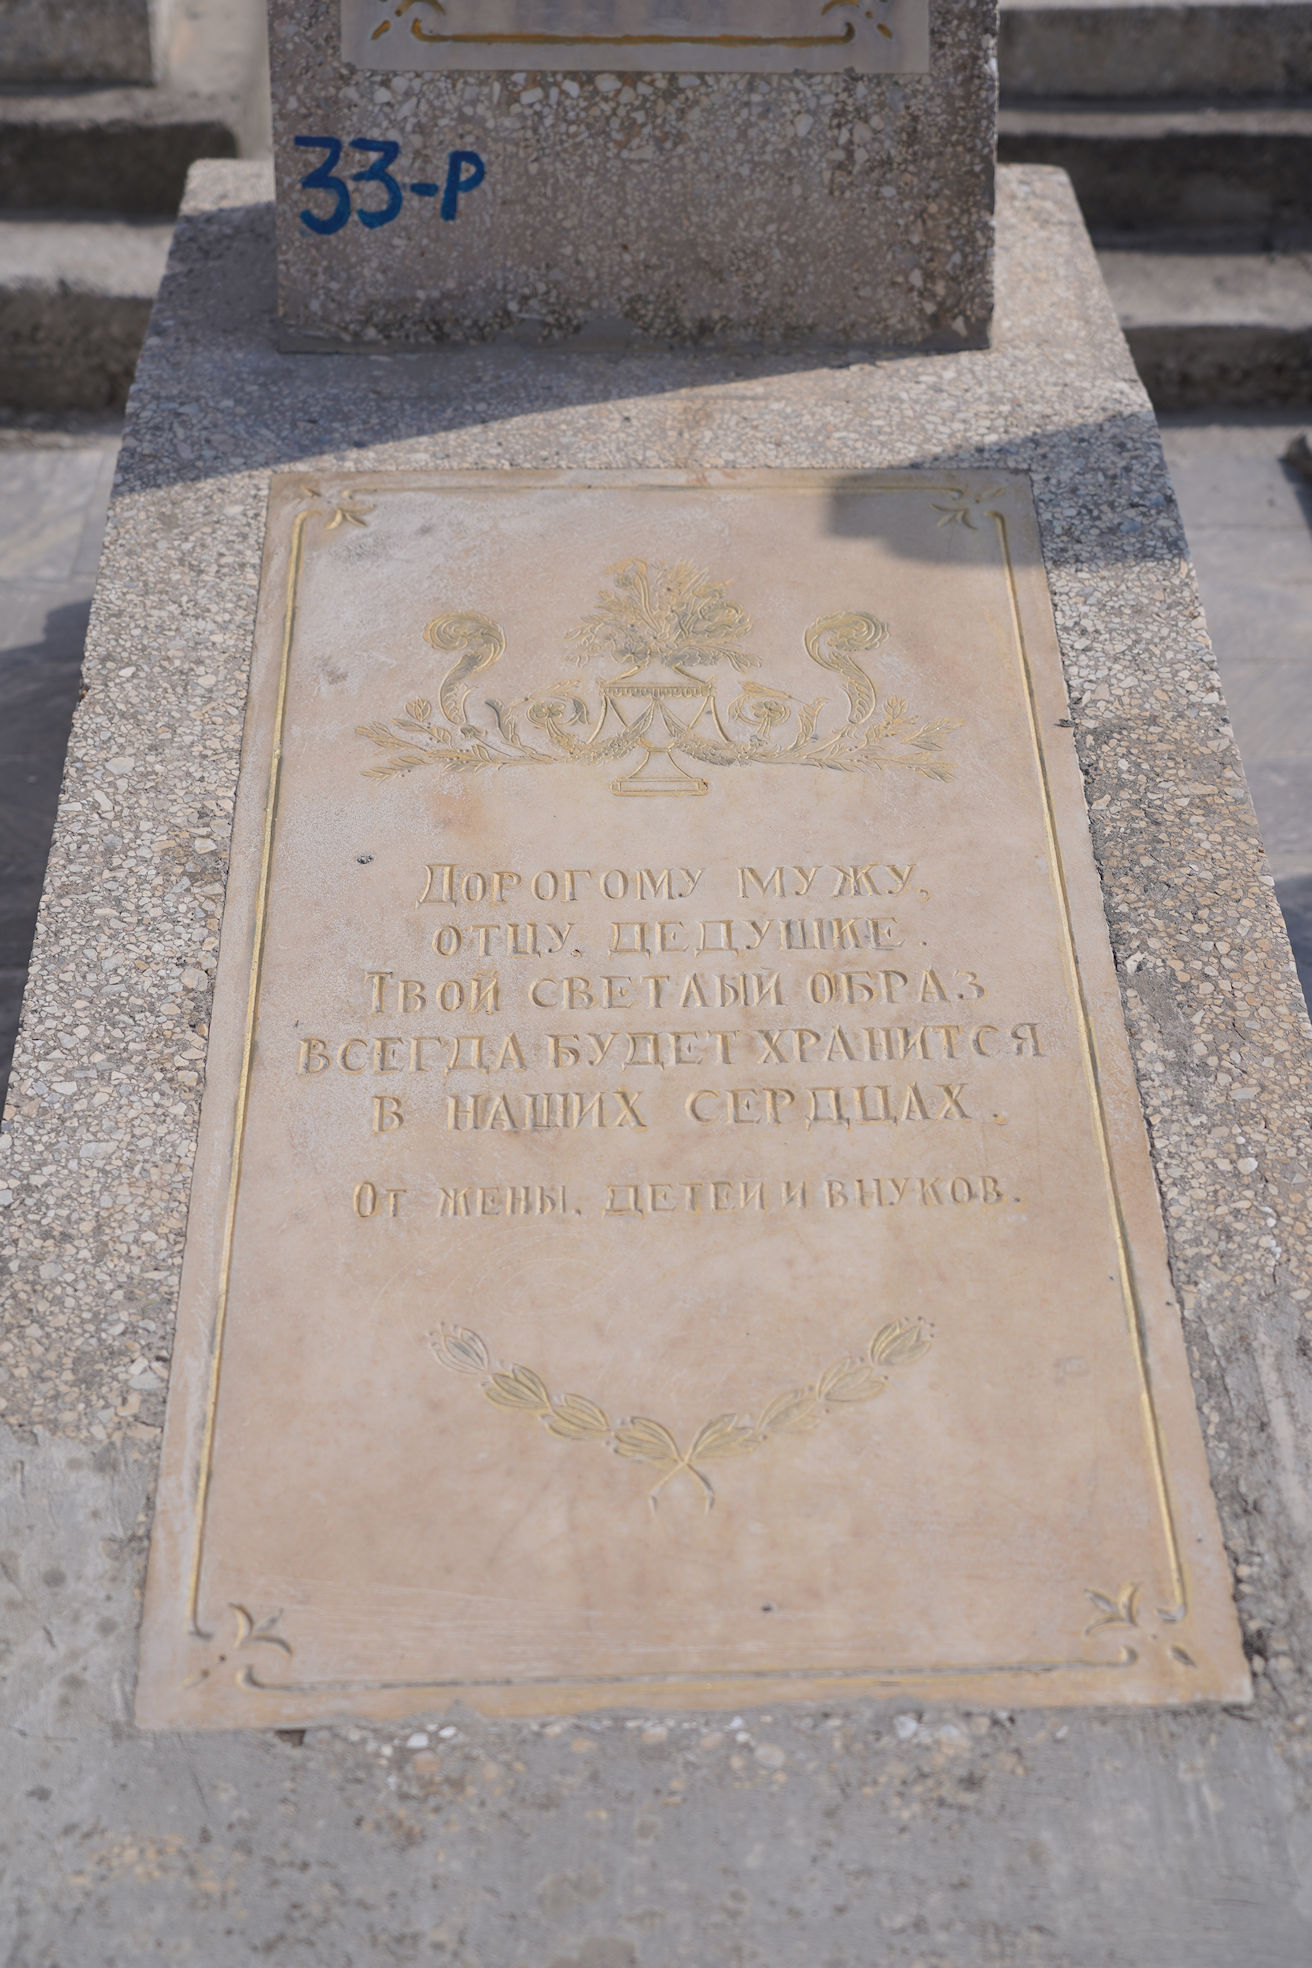 33-P
Дорогому мужу,
отцу, дедушке.
Твой светлый образ
всегда будет хранится
в наших сердцах.
От жены, детей и внуков.